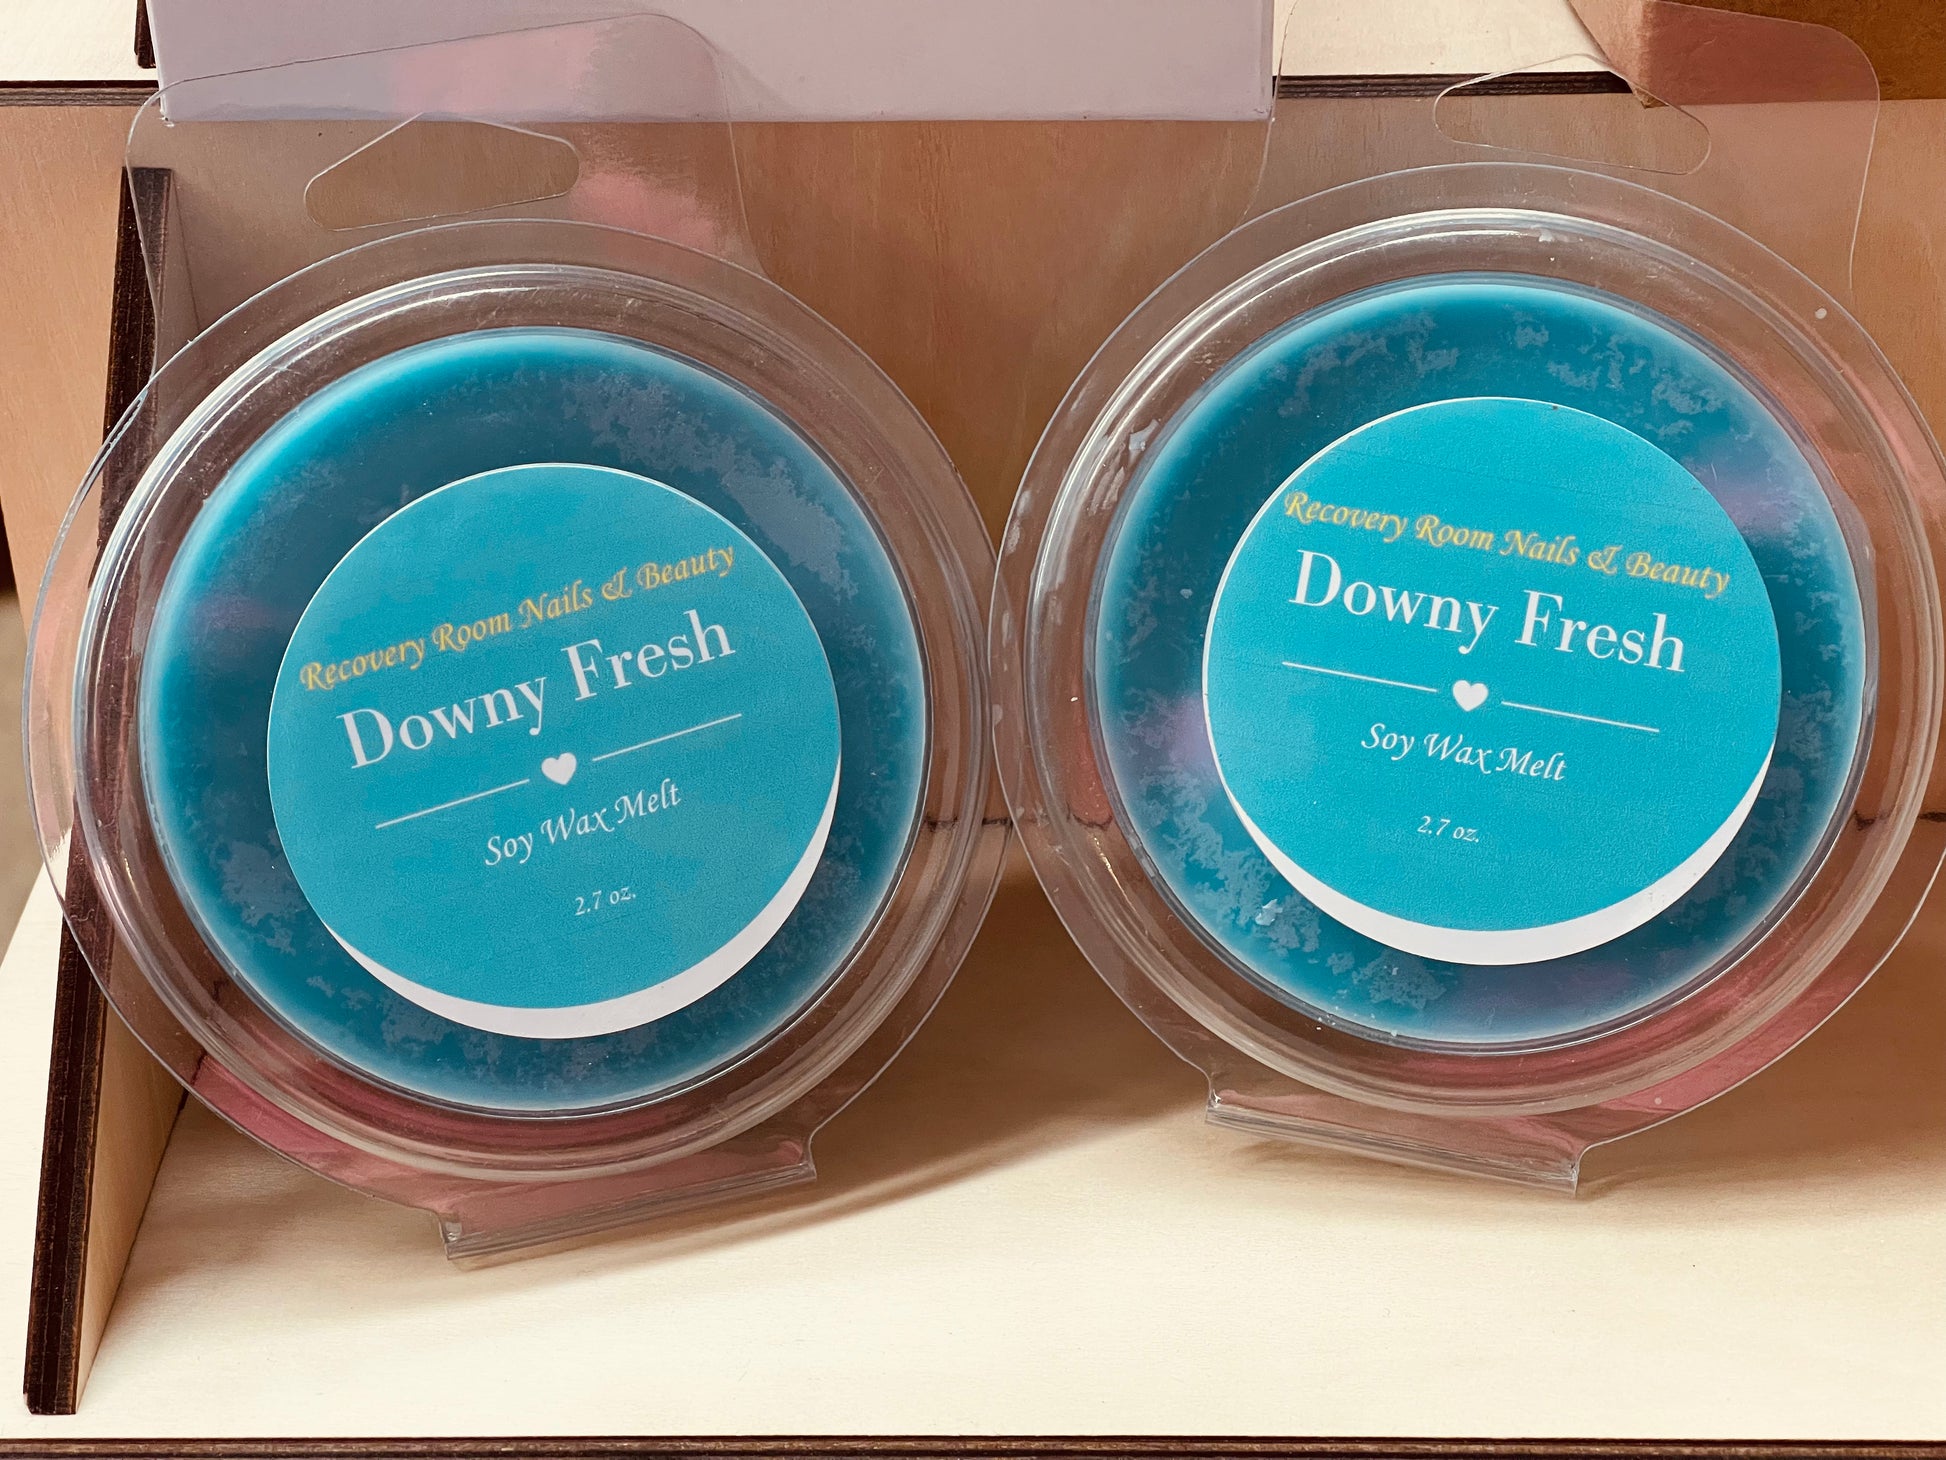 Recovery Room Nails & Beauty
Downy Fresh
Soy Wax Melt
2.7 oz.
Recovery Room Nails & Beauty
Downy Fresh
Soy Wax Melt
2.7 oz.